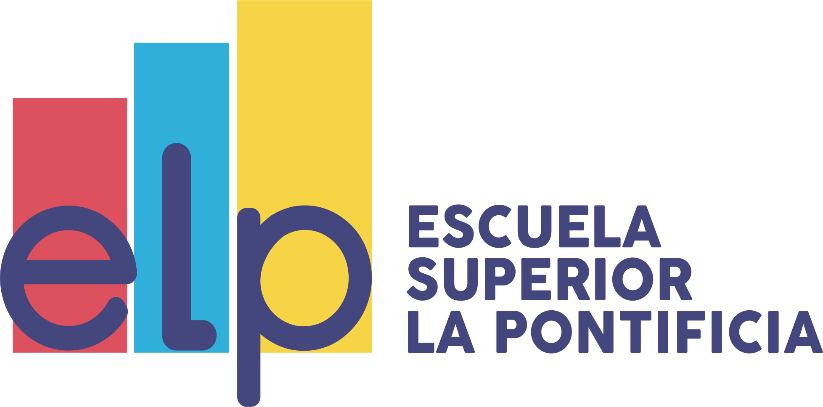 elp
ESCUELA
SUPERIOR
LA PONTIFICIA